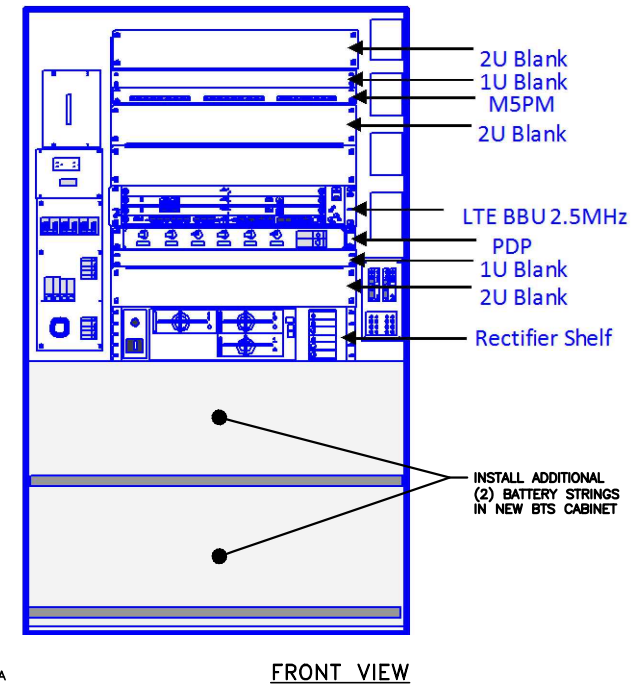 2U Blank
1U Blank
M5PM
2U Blank
LTE BBU 2.5MHz
PDP
1U Blank
2U Blank
Rectifier Shelf
INSTALL ADDITIONAL
(2) BATTERY STRINGS
IN NEW BTS CABINET
A
FRONT VIEW